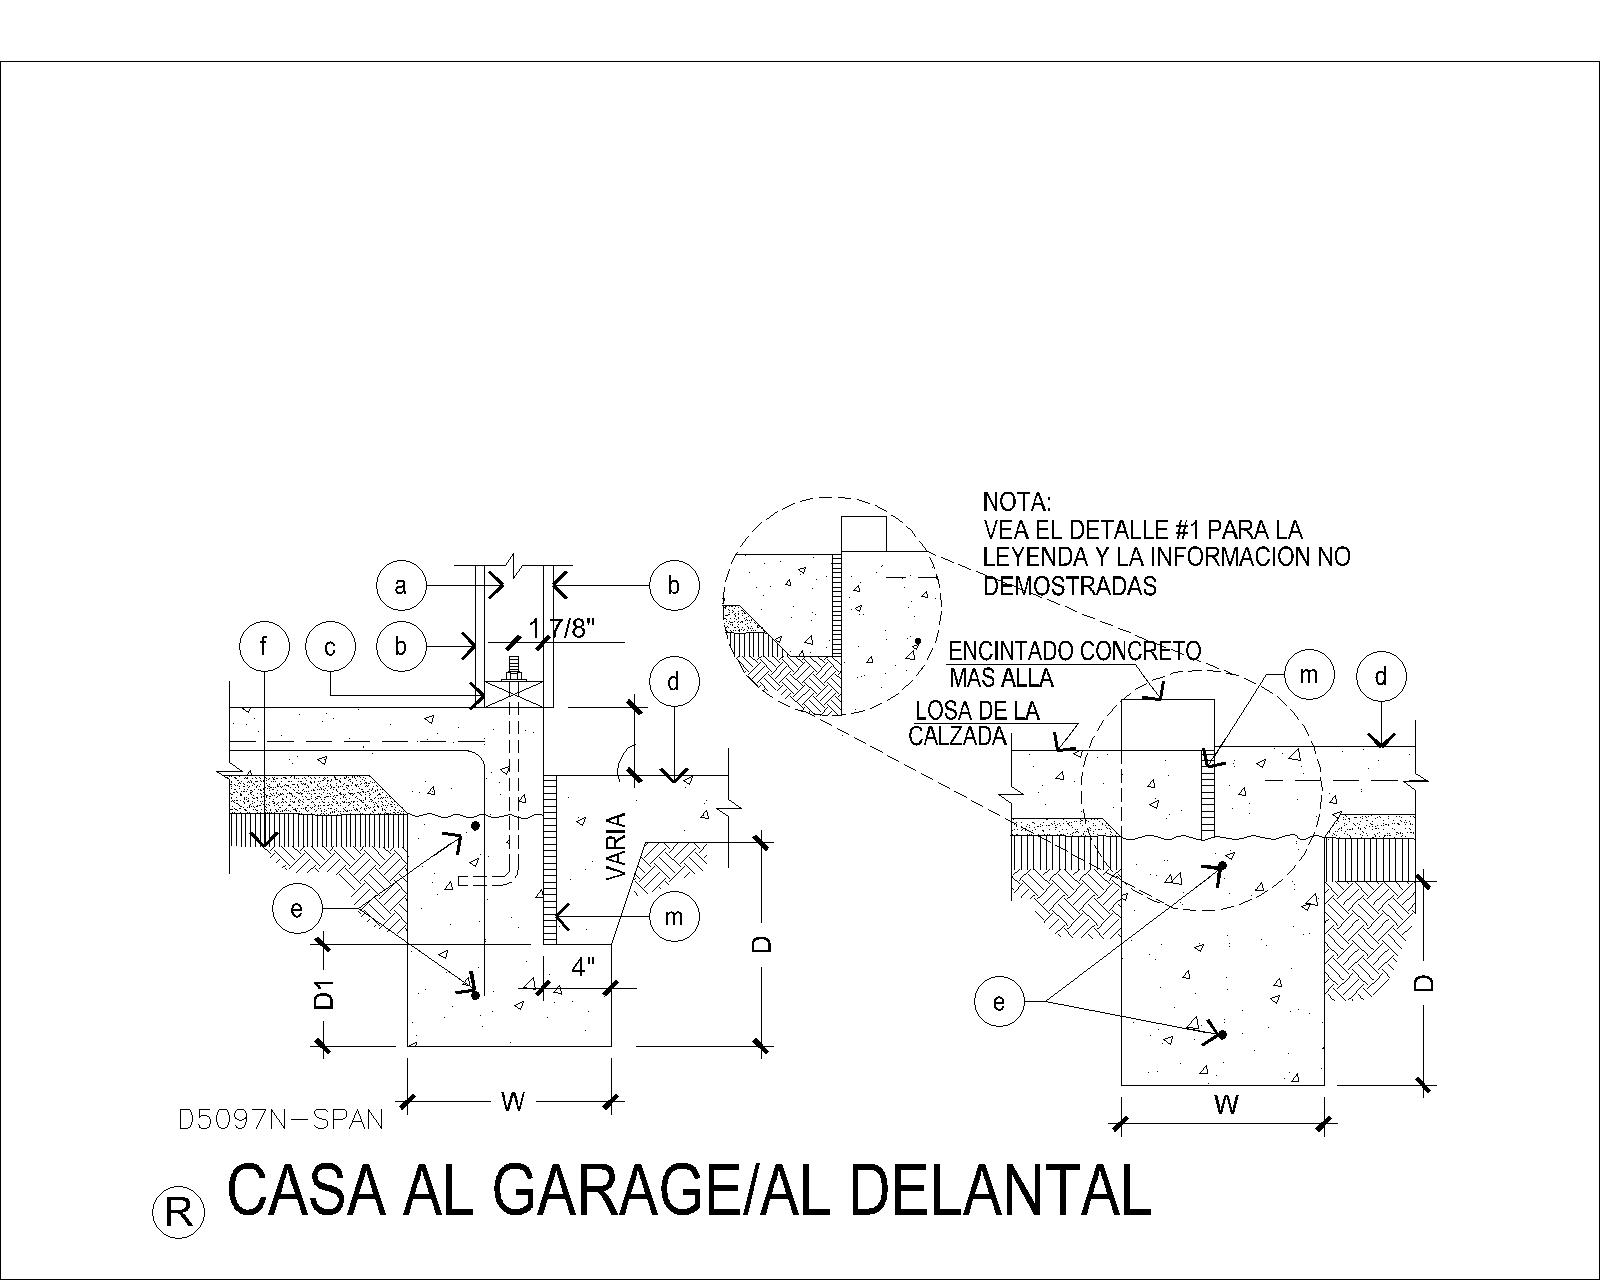 NOTA:
VEA EL DETALLE #1 PARA LA
LEYENDA Y LA INFORMACION NO
DEMOSTRADAS
a
b
f
c
b
1 7/8"
d
ENCINTADO CONCRETO
MAS ALLA
m
d
LOSA DE LA
CALZADA
VARIA
e
m
D
4"
D1
e
D
W
W
D5097N-SPAN
R
CASA AL GARAGE/AL DELANTAL